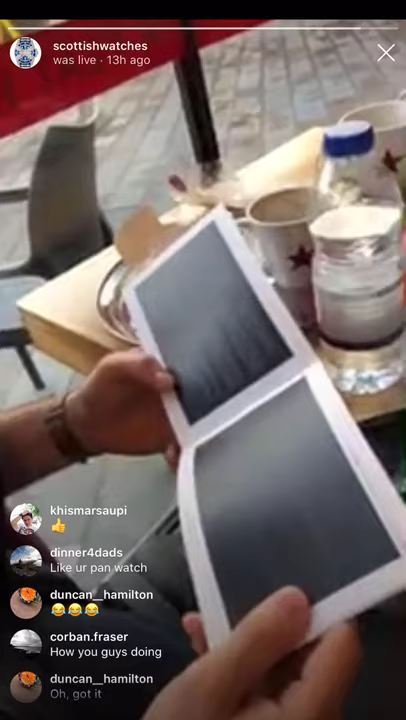 scottishwatches
was live · 13h ago
khismarsaupi
👍
dinner4dads
Like ur pan watch
duncan__hamilton
😂😂😂
corban.fraser
How you guys doing
duncan__hamilton
Oh, got it